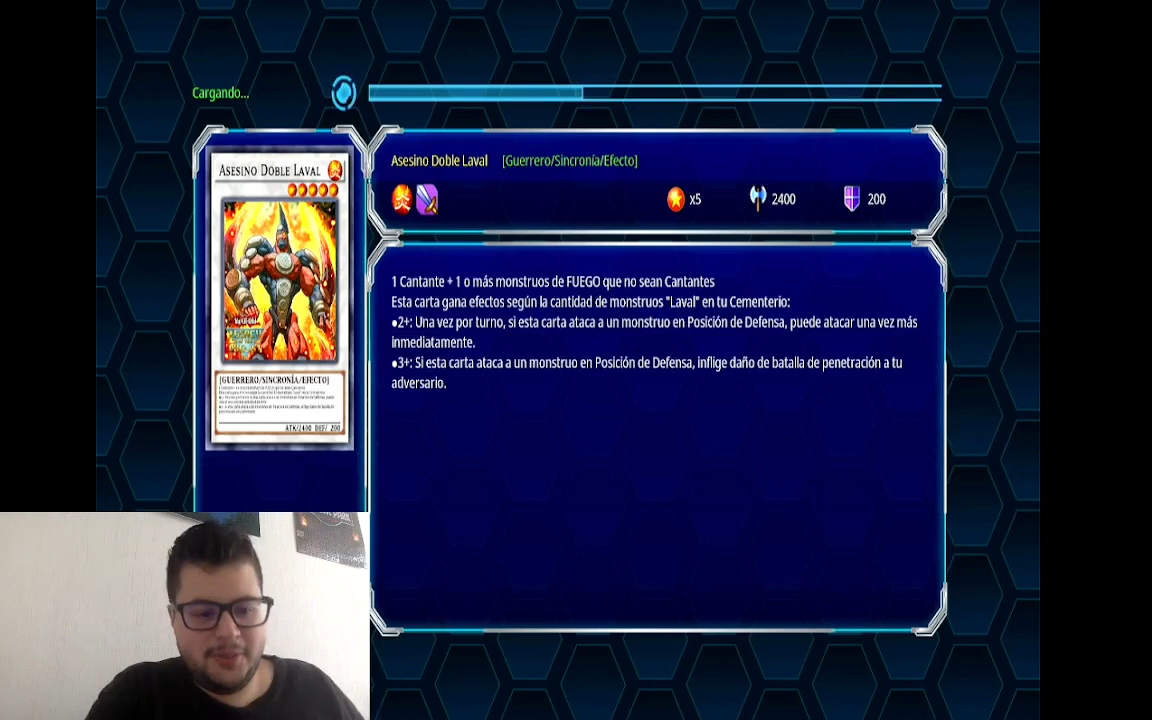 Cargando...
ASESINO DOBLE LAVAL
Asesino Doble Laval [Guerrero/Sincronía/Efecto]
x5 2400 200
1 Cantante + 1 o más monstruos de FUEGO que no sean Cantantes
Esta carta gana efectos según la cantidad de monstruos "Laval" en tu Cementerio:
●2+: Una vez por turno, si esta carta ataca a un monstruo en Posición de Defensa, puede atacar una vez más
inmediatamente.
●3+: Si esta carta ataca a un monstruo en Posición de Defensa, inflige daño de batalla de penetración a tu
adversario.
[GUERRERO/SINCRONÍA/EFECTO]
ATK/2400 DEF/ 200